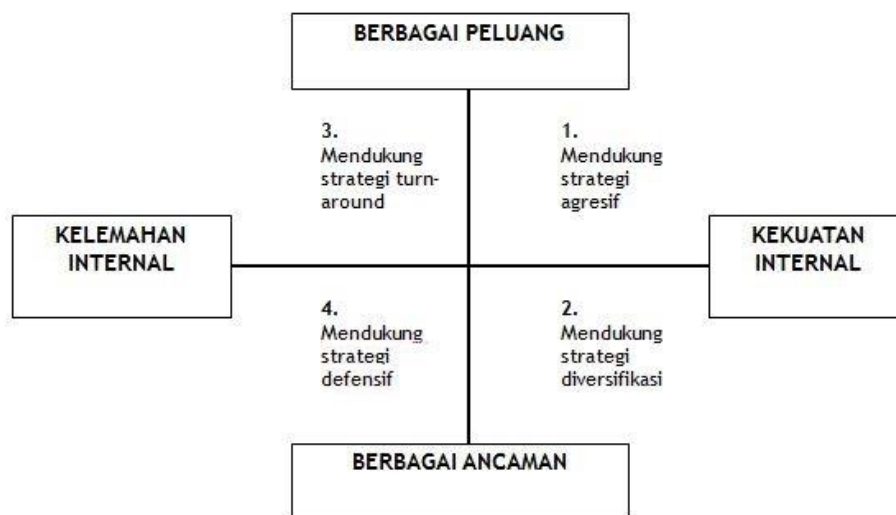 BERBAGAI PELUANG
3.
Mendukung
strategi turn-
around
1.
Mendukung
strategi
agresif
KELEMAHAN
INTERNAL
KEKUATAN
INTERNAL
4.
Mendukung
strategi
defensif
2.
Mendukung
strategi
diversifikasi
BERBAGAI ANCAMAN